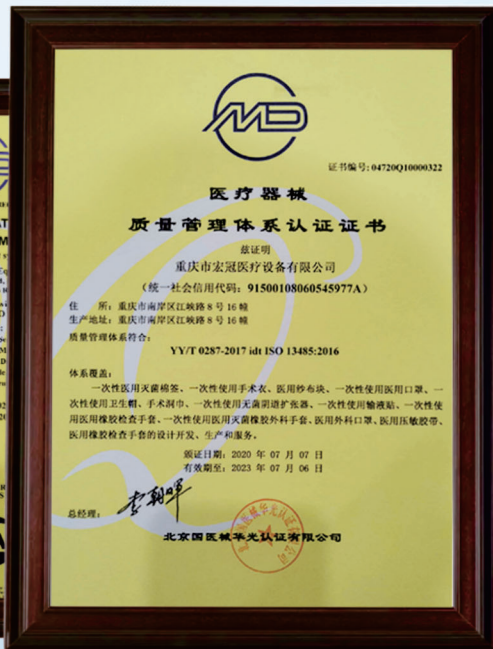 MD
证书编号: 04720Q10000322
医疗器械
质量管理体系认证证书
兹证明
重庆市宏冠医疗设备有限公司
（统一社会信用代码：91500108060545977A）
住　所：重庆市南岸区江峡路8号16幢
生产地址：重庆市南岸区江峡路8号16幢
质量管理体系符合：
YY/T 0287-2017 idt ISO 13485:2016
体系覆盖：
一次性医用灭菌棉签、一次性使用手术衣、医用纱布块、一次性使用医用口罩、一
次性使用卫生帽、手术洞巾、一次性使用无菌阴道扩张器、一次性使用输液贴、一次性使
用医用橡胶检查手套、一次性使用医用灭菌橡胶外科手套、医用外科口罩、医用压敏胶带、
医用橡胶检查手套的设计开发、生产和服务。
颁证日期：2020 年 07 月 07 日
有效期至：2023 年 07 月 06 日
总经理：
北京国医械华光认证有限公司